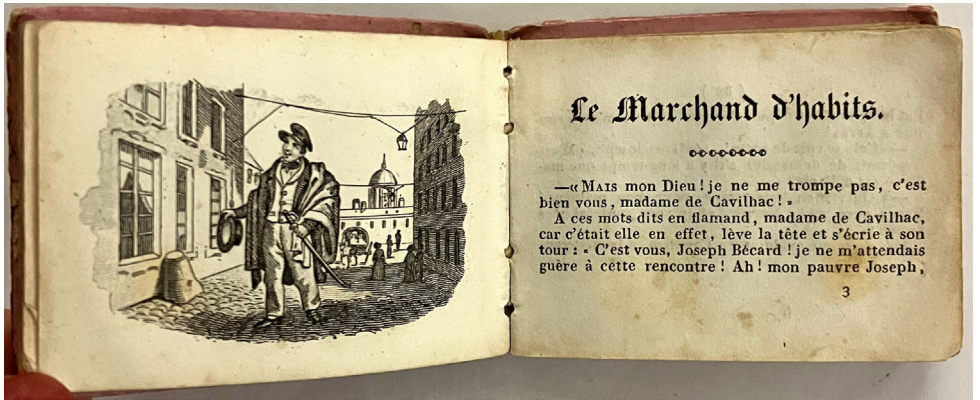 Le Marchand d'habits.
—«MAIS mon Dieu ! je ne me trompe pas, c'est
bien vous, madame de Cavilhac ! »
A ces mots dits en flamand, madame de Cavilhac,
car c'était elle en effet, lève la tête et s'écrie à son
tour : « C'est vous, Joseph Bécard ! je ne m'attendais
guère à cette rencontre ! Ah ! mon pauvre Joseph,
3